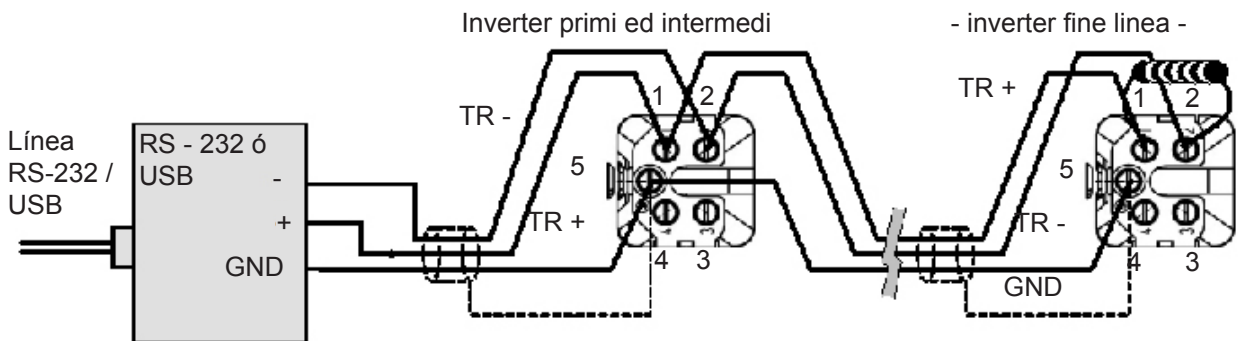 Inverter primi ed intermedi
- inverter fine linea -
Línea
RS-232 /
USB
RS - 232 ó
USB
-
+
GND
TR -
TR +
1 2
5
4 3
TR +
TR -
GND
1 2
5
4 3